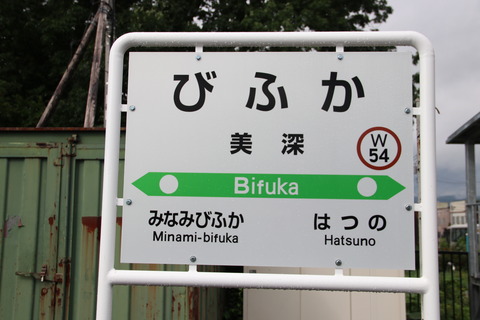 びふか
美深
W
54
Bifuka
みなみびふか
Minami-bifuka
はつの
Hatsuno